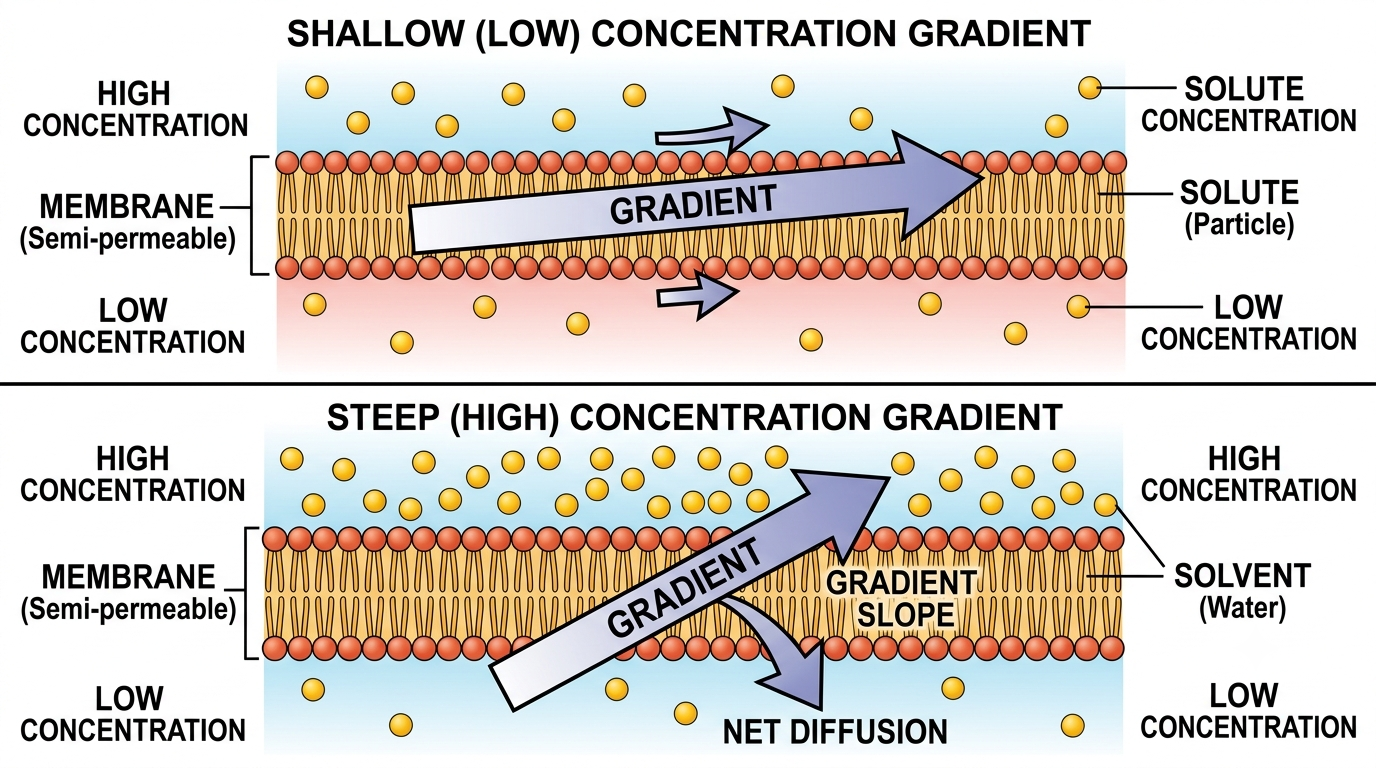 SHALLOW (LOW) CONCENTRATION GRADIENT
HIGH
CONCENTRATION
SOLUTE
CONCENTRATION
MEMBRANE
(Semi-permeable)
GRADIENT
SOLUTE
(Particle)
LOW
CONCENTRATION
LOW
CONCENTRATION
STEEP (HIGH) CONCENTRATION GRADIENT
HIGH
CONCENTRATION
HIGH
CONCENTRATION
MEMBRANE
(Semi-permeable)
GRADIENT
GRADIENT
SLOPE
SOLVENT
(Water)
LOW
CONCENTRATION
NET DIFFUSION
LOW
CONCENTRATION